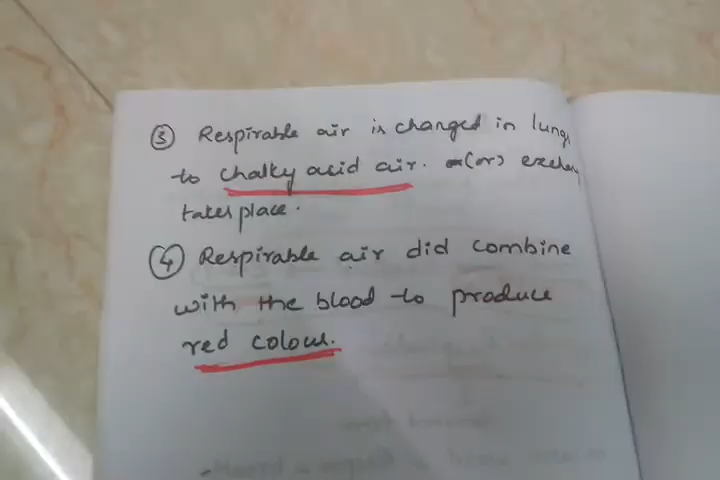 ③ Respirable air is changed in lungs
to chalky acid air. (or)
takes place.
④ Respirable air did combine
with the blood to produce
red colour.